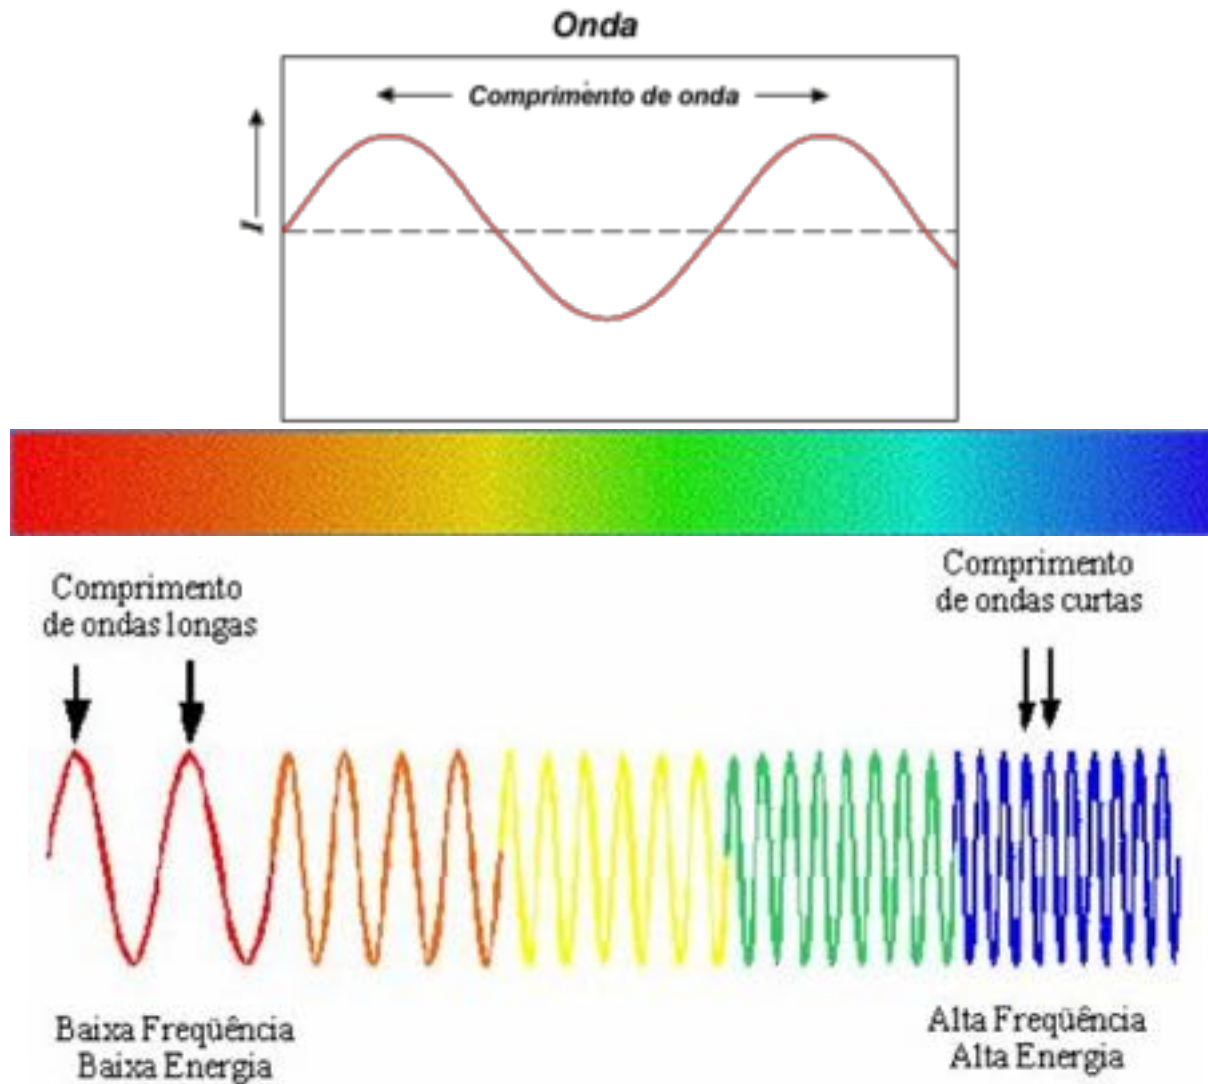 Onda
Comprimento de onda
I
Comprimento
de ondas longas
Comprimento
de ondas curtas
Baixa Freqüência
Baixa Energia
Alta Freqüência
Alta Energia